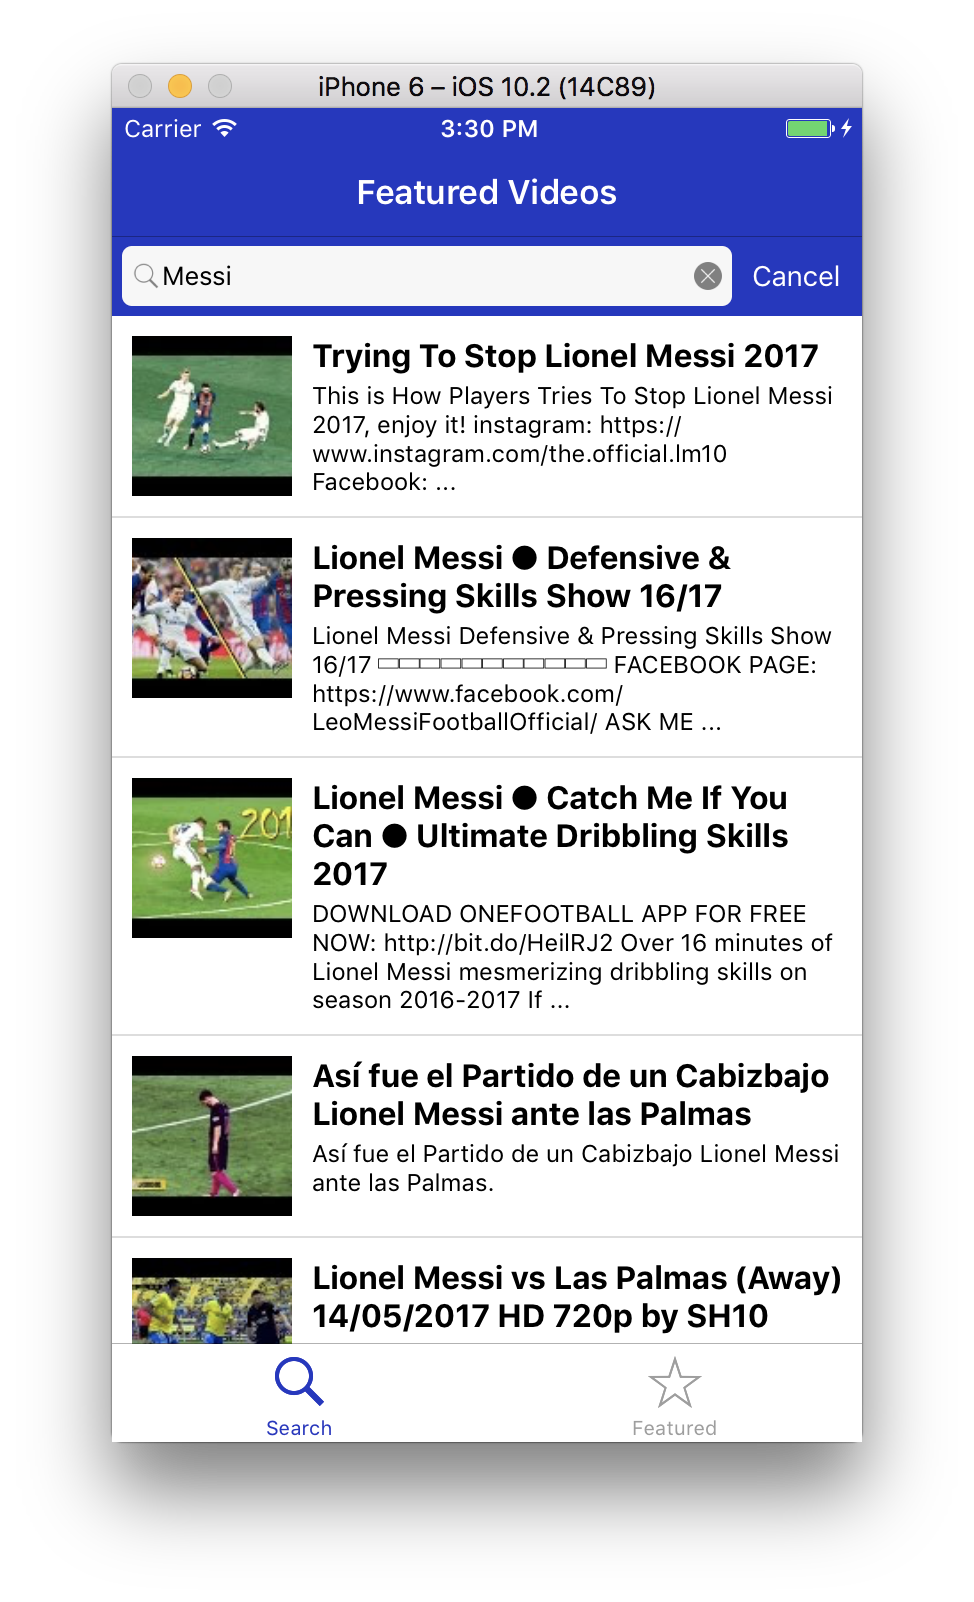 iPhone 6 – iOS 10.2 (14C89)
Carrier 3:30 PM
Featured Videos
Messi Cancel
Trying To Stop Lionel Messi 2017
This is How Players Tries To Stop Lionel Messi
2017, enjoy it! instagram: https://
www.instagram.com/the.official.lm10
Facebook: ...
Lionel Messi ● Defensive &
Pressing Skills Show 16/17
Lionel Messi Defensive & Pressing Skills Show
16/17 □□□□□□□□□□□ FACEBOOK PAGE:
https://www.facebook.com/
LeoMessiFootballOfficial/ ASK ME ...
201
Lionel Messi ● Catch Me If You
Can ● Ultimate Dribbling Skills
2017
DOWNLOAD ONEFOOTBALL APP FOR FREE
NOW: http://bit.do/HeilRJ2 Over 16 minutes of
Lionel Messi mesmerizing dribbling skills on
season 2016-2017 If ...
Así fue el Partido de un Cabizbajo
Lionel Messi ante las Palmas
Así fue el Partido de un Cabizbajo Lionel Messi
ante las Palmas.
Lionel Messi vs Las Palmas (Away)
14/05/2017 HD 720p by SH10
Search Featured